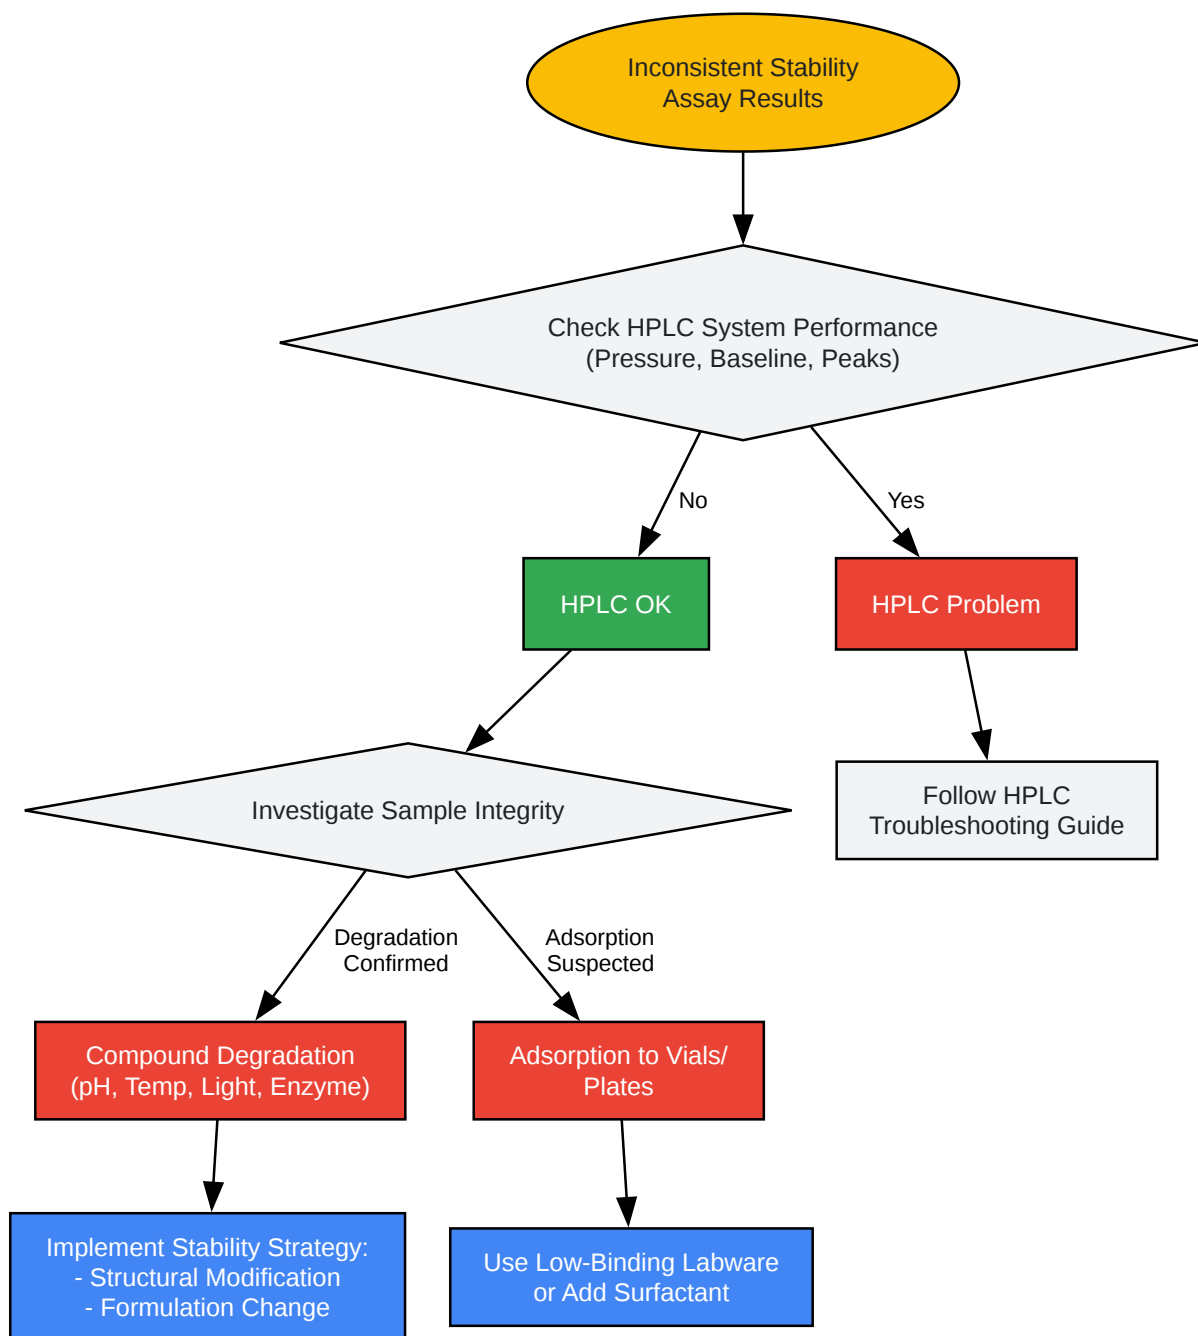 Inconsistent Stability
Assay Results
Check HPLC System Performance
(Pressure, Baseline, Peaks)
No
Yes
HPLC OK
HPLC Problem
Investigate Sample Integrity
Follow HPLC
Troubleshooting Guide
Degradation
Confirmed
Adsorption
Suspected
Compound Degradation
(pH, Temp, Light, Enzyme)
Adsorption to Vials/
Plates
Implement Stability Strategy:
- Structural Modification
- Formulation Change
Use Low-Binding Labware
or Add Surfactant